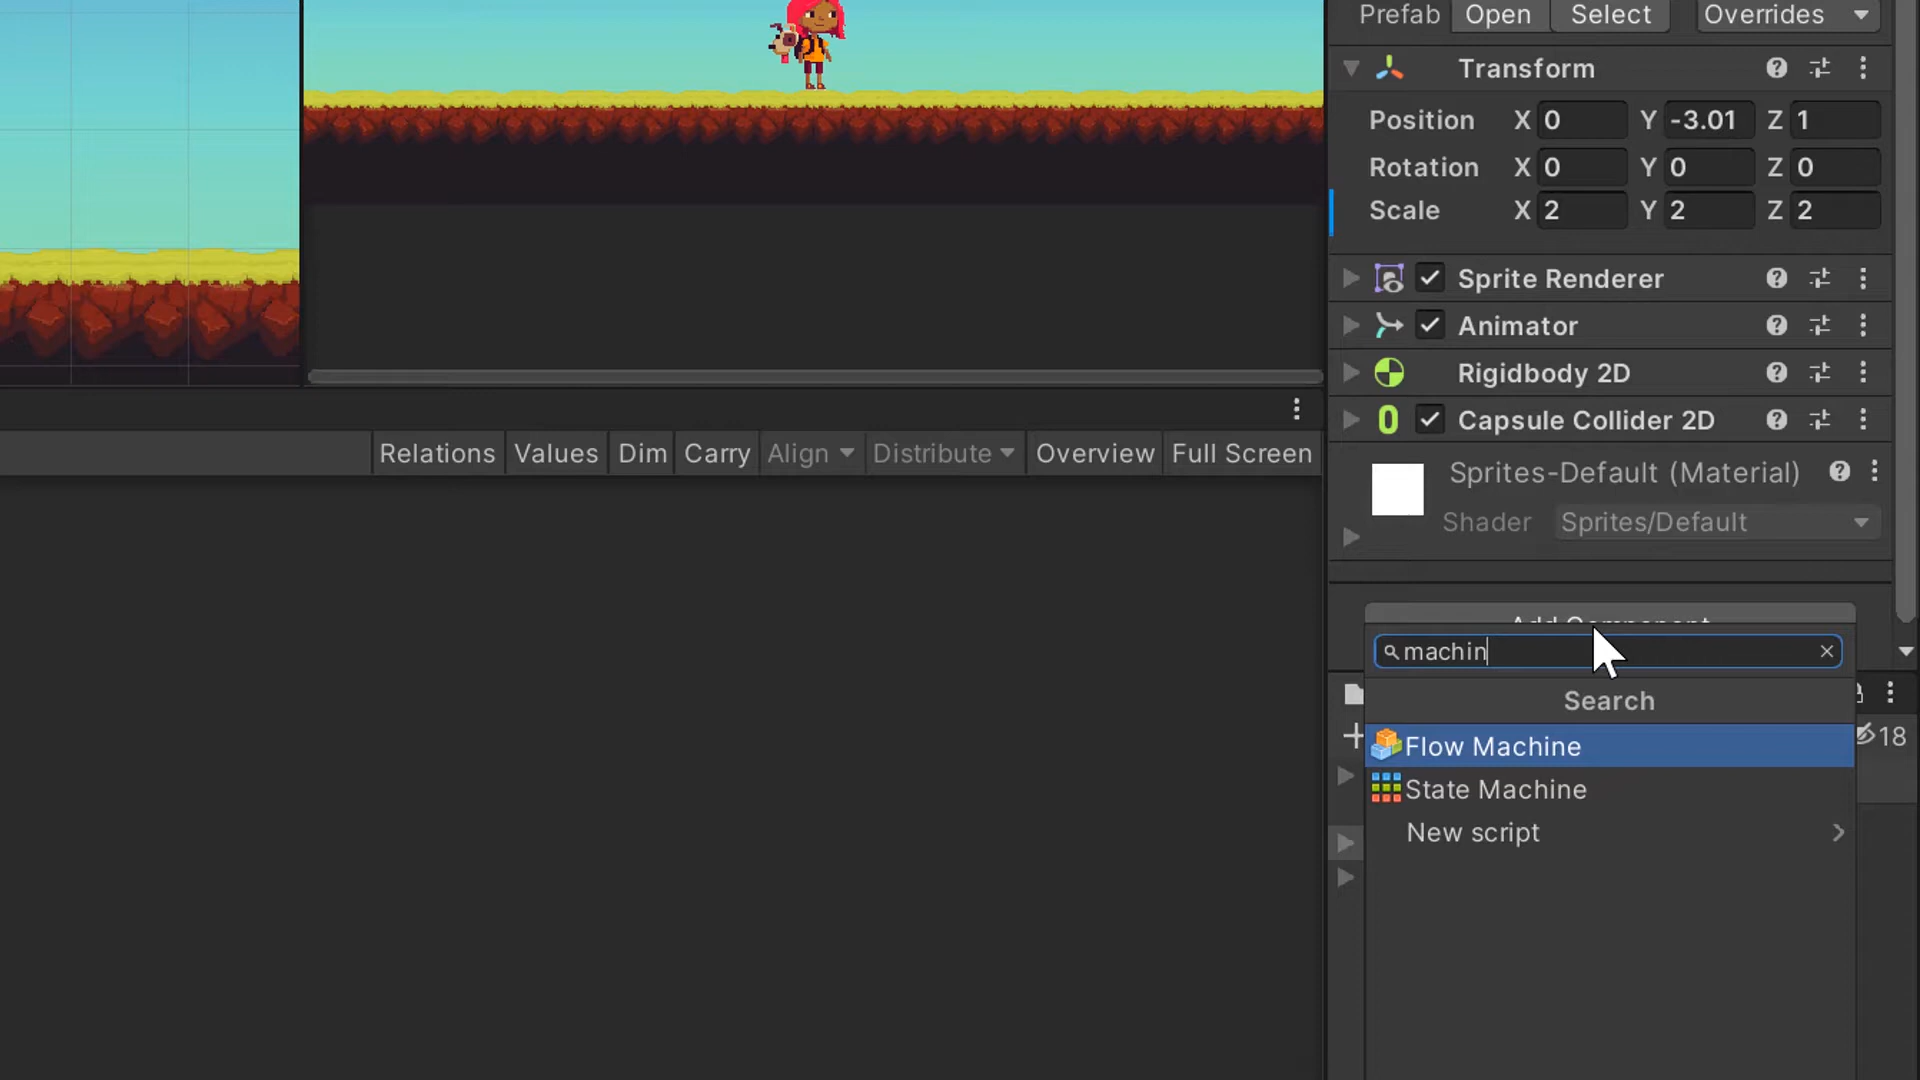 Prefab Open Select Overrides
Transform
Position X 0 Y -3.01 Z 1
Rotation X 0 Y 0 Z 0
Scale X 2 Y 2 Z 2
Sprite Renderer
Animator
Rigidbody 2D
Capsule Collider 2D
Relations Values Dim Carry Align Distribute Overview Full Screen
Sprites-Default (Material)
Shader Sprites/Default
Add Component
machin
Search
18
Flow Machine
State Machine
New script